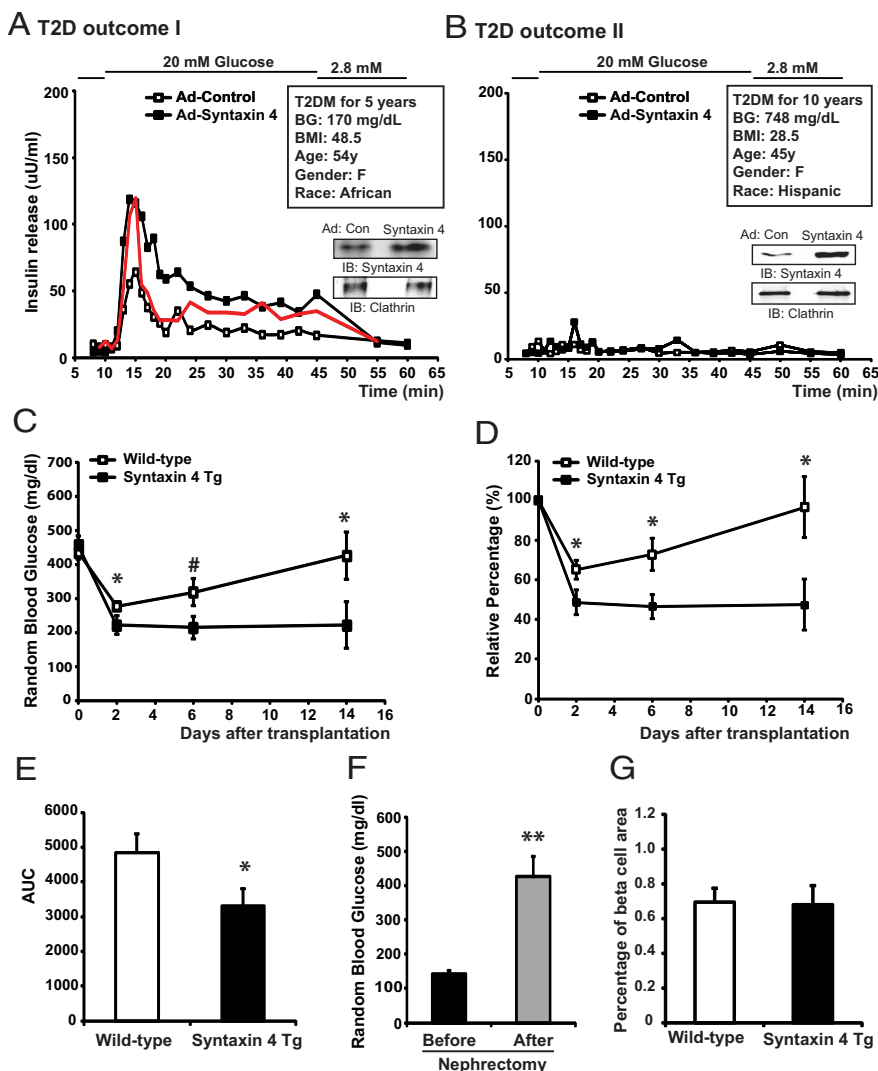 A T2D outcome I
20 mM Glucose
2.8 mM
Ad-Control
Ad-Syntaxin 4
T2DM for 5 years
BG: 170 mg/dL
BMI: 48.5
Age: 54y
Gender: F
Race: African
Ad: Con Syntaxin 4
IB: Syntaxin 4
IB: Clathrin
Insulin release (uU/ml)
200
150
100
50
0
5 10 15 20 25 30 35 40 45 50 55 60 65
Time (min)
B T2D outcome II
20 mM Glucose
2.8 mM
Ad-Control
Ad-Syntaxin 4
T2DM for 10 years
BG: 748 mg/dL
BMI: 28.5
Age: 45y
Gender: F
Race: Hispanic
Ad: Con Syntaxin 4
IB: Syntaxin 4
IB: Clathrin
200
150
100
50
0
5 10 15 20 25 30 35 40 45 50 55 60 65
Time (min)
C
Wild-type
Syntaxin 4 Tg
Random Blood Glucose (mg/dl)
700
600
500
400
300
200
100
0
* # *
0 2 4 6 8 10 12 14 16
Days after transplantation
D
Wild-type
Syntaxin 4 Tg
Relative Percentage (%)
120
100
80
60
40
20
0
* * *
0 2 4 6 8 10 12 14 16
Days after transplantation
E
AUC
6000
5000
4000
3000
2000
1000
0
*
Wild-type Syntaxin 4 Tg
F
Random Blood Glucose (mg/dl)
600
500
400
300
200
100
0
**
Before After
Nephrectomy
G
Percentage of beta cell area
1.2
1.0
0.8
0.6
0.4
0.2
0
Wild-type Syntaxin 4 Tg